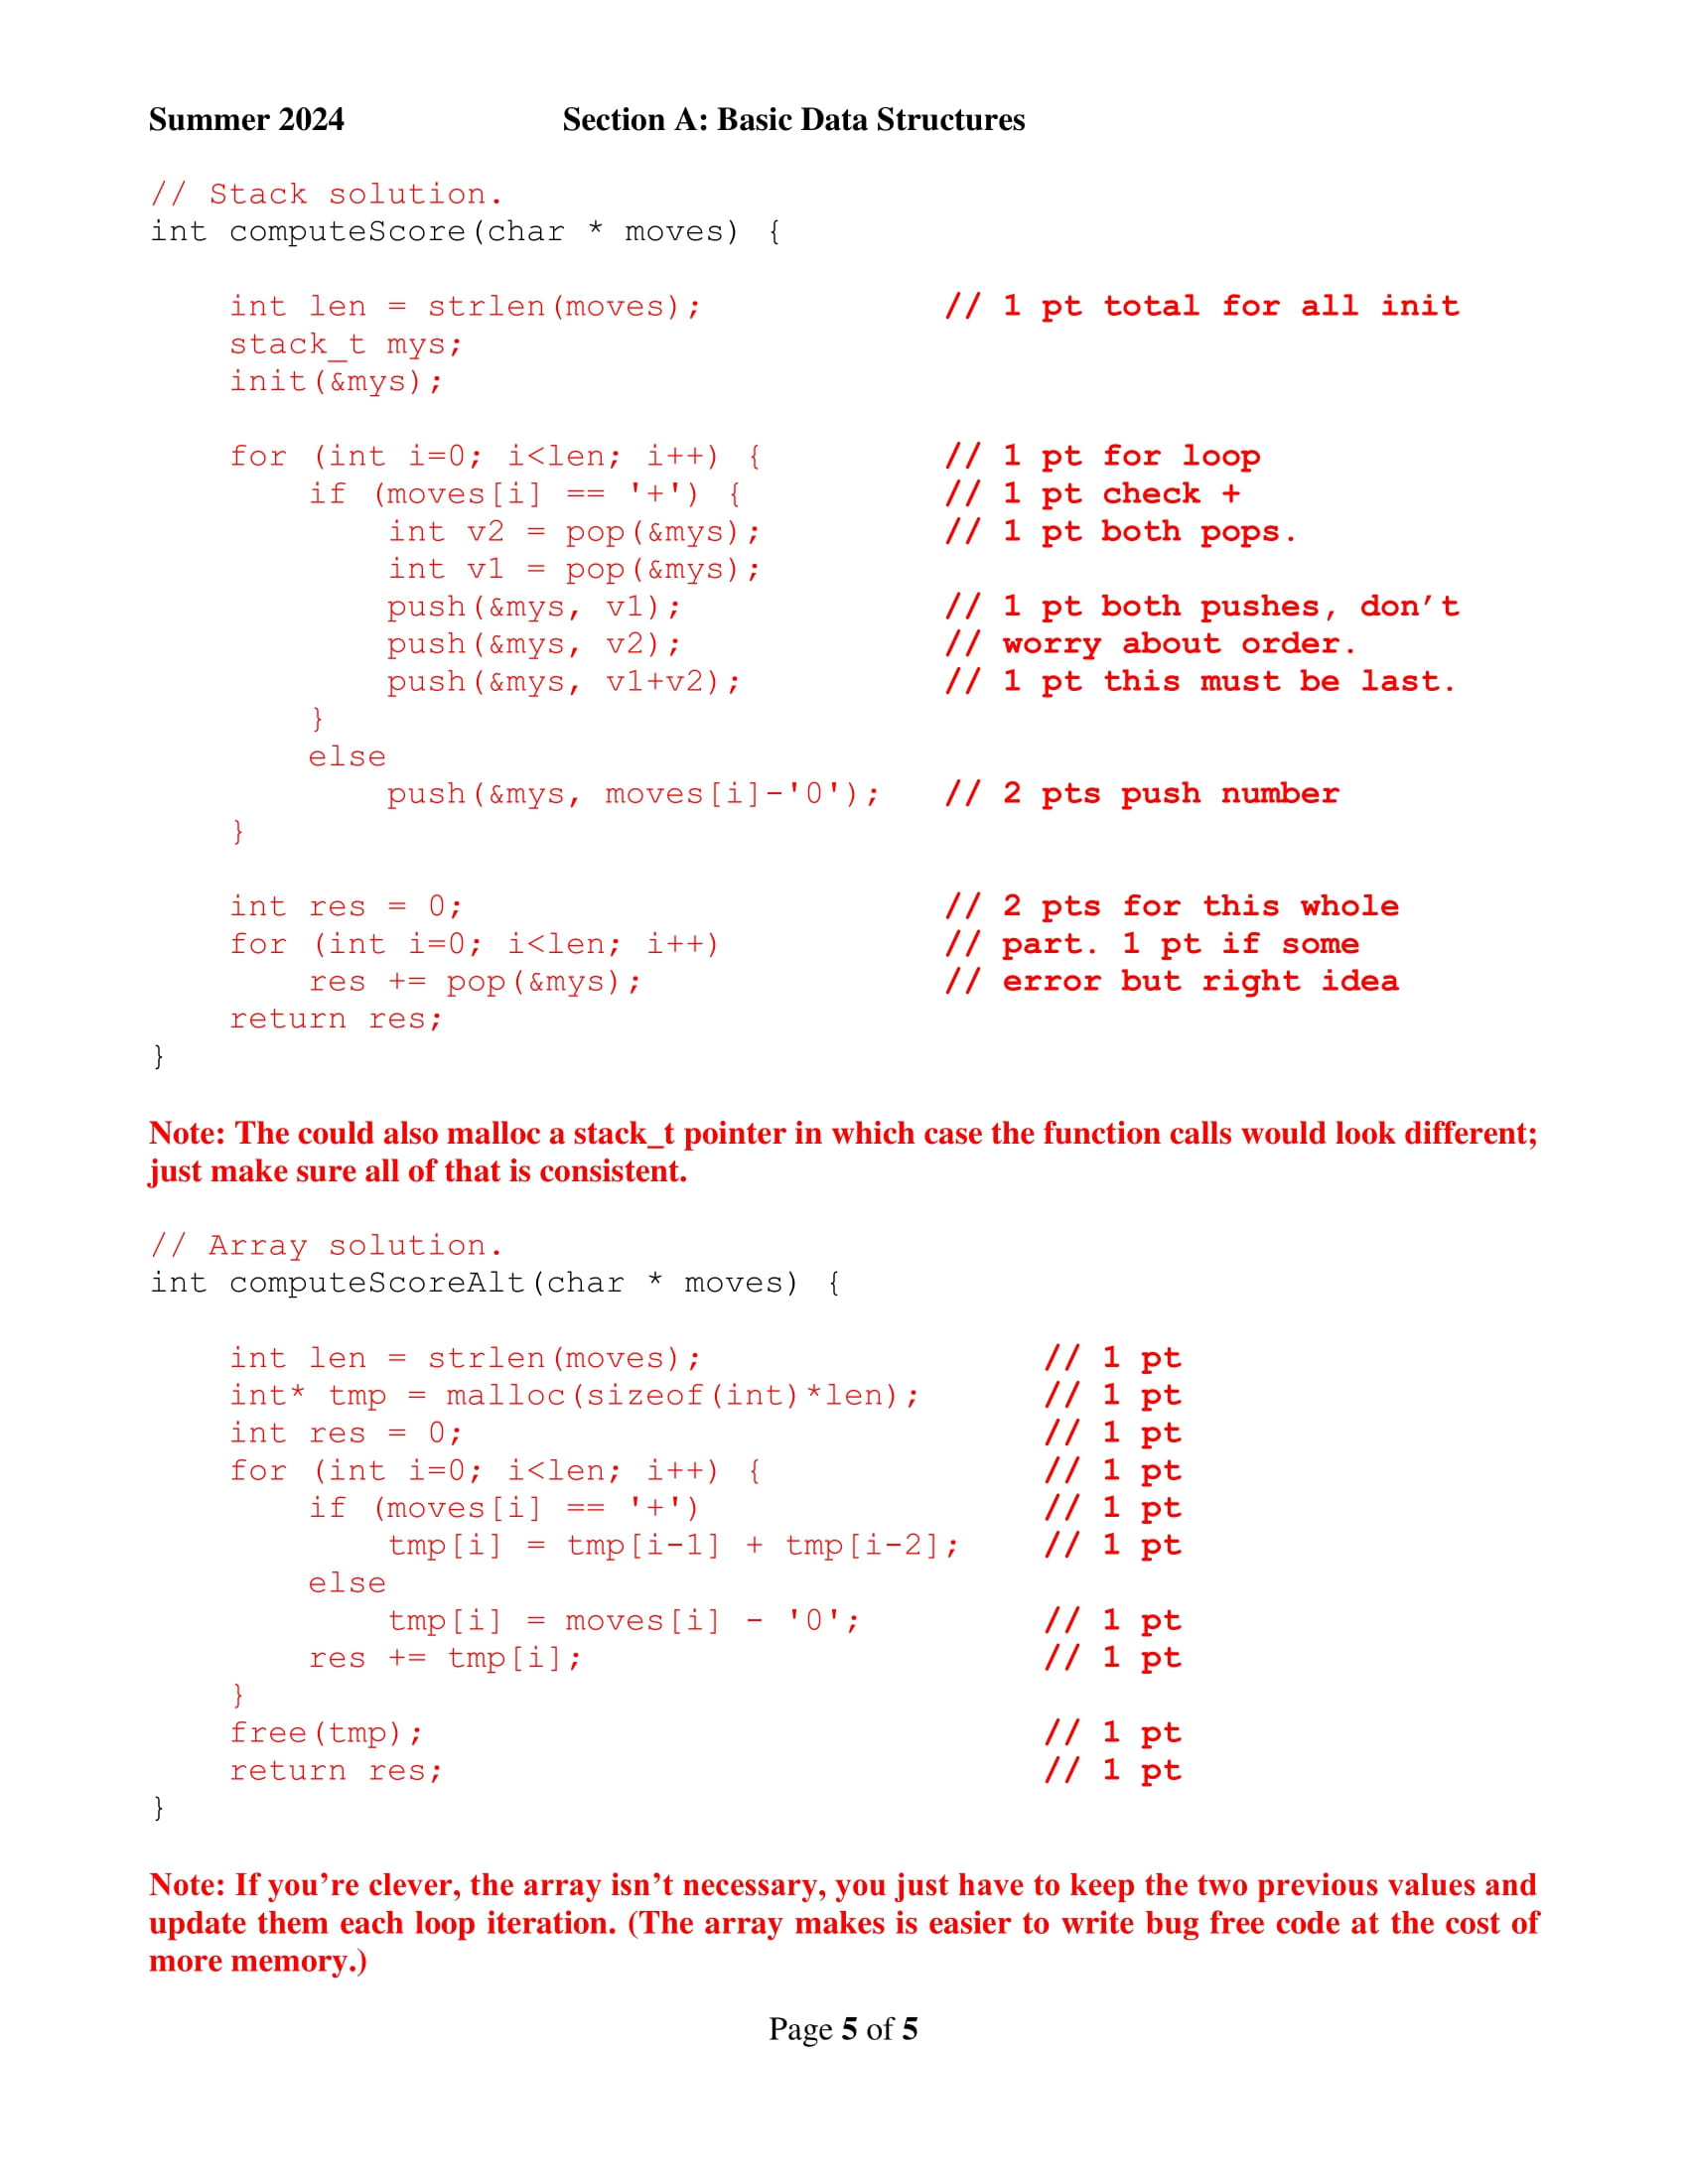 Summer 2024 Section A: Basic Data Structures
// Stack solution.
int computeScore(char * moves) {
int len = strlen(moves); // 1 pt total for all init
stack_t mys;
init(&mys);
for (int i=0; i<len; i++) { // 1 pt for loop
if (moves[i] == '+') { // 1 pt check +
int v2 = pop(&mys); // 1 pt both pops.
int v1 = pop(&mys);
push(&mys, v1); // 1 pt both pushes, don’t
push(&mys, v2); // worry about order.
push(&mys, v1+v2); // 1 pt this must be last.
}
else
push(&mys, moves[i]-'0'); // 2 pts push number
}
int res = 0; // 2 pts for this whole
for (int i=0; i<len; i++) // part. 1 pt if some
res += pop(&mys); // error but right idea
return res;
}
Note: The could also malloc a stack_t pointer in which case the function calls would look different;
just make sure all of that is consistent.
// Array solution.
int computeScoreAlt(char * moves) {
int len = strlen(moves); // 1 pt
int* tmp = malloc(sizeof(int)*len); // 1 pt
int res = 0; // 1 pt
for (int i=0; i<len; i++) { // 1 pt
if (moves[i] == '+') // 1 pt
tmp[i] = tmp[i-1] + tmp[i-2]; // 1 pt
else
tmp[i] = moves[i] - '0'; // 1 pt
res += tmp[i]; // 1 pt
}
free(tmp); // 1 pt
return res; // 1 pt
}
Note: If you’re clever, the array isn’t necessary, you just have to keep the two previous values and
update them each loop iteration. (The array makes is easier to write bug free code at the cost of
more memory.)
Page 5 of 5